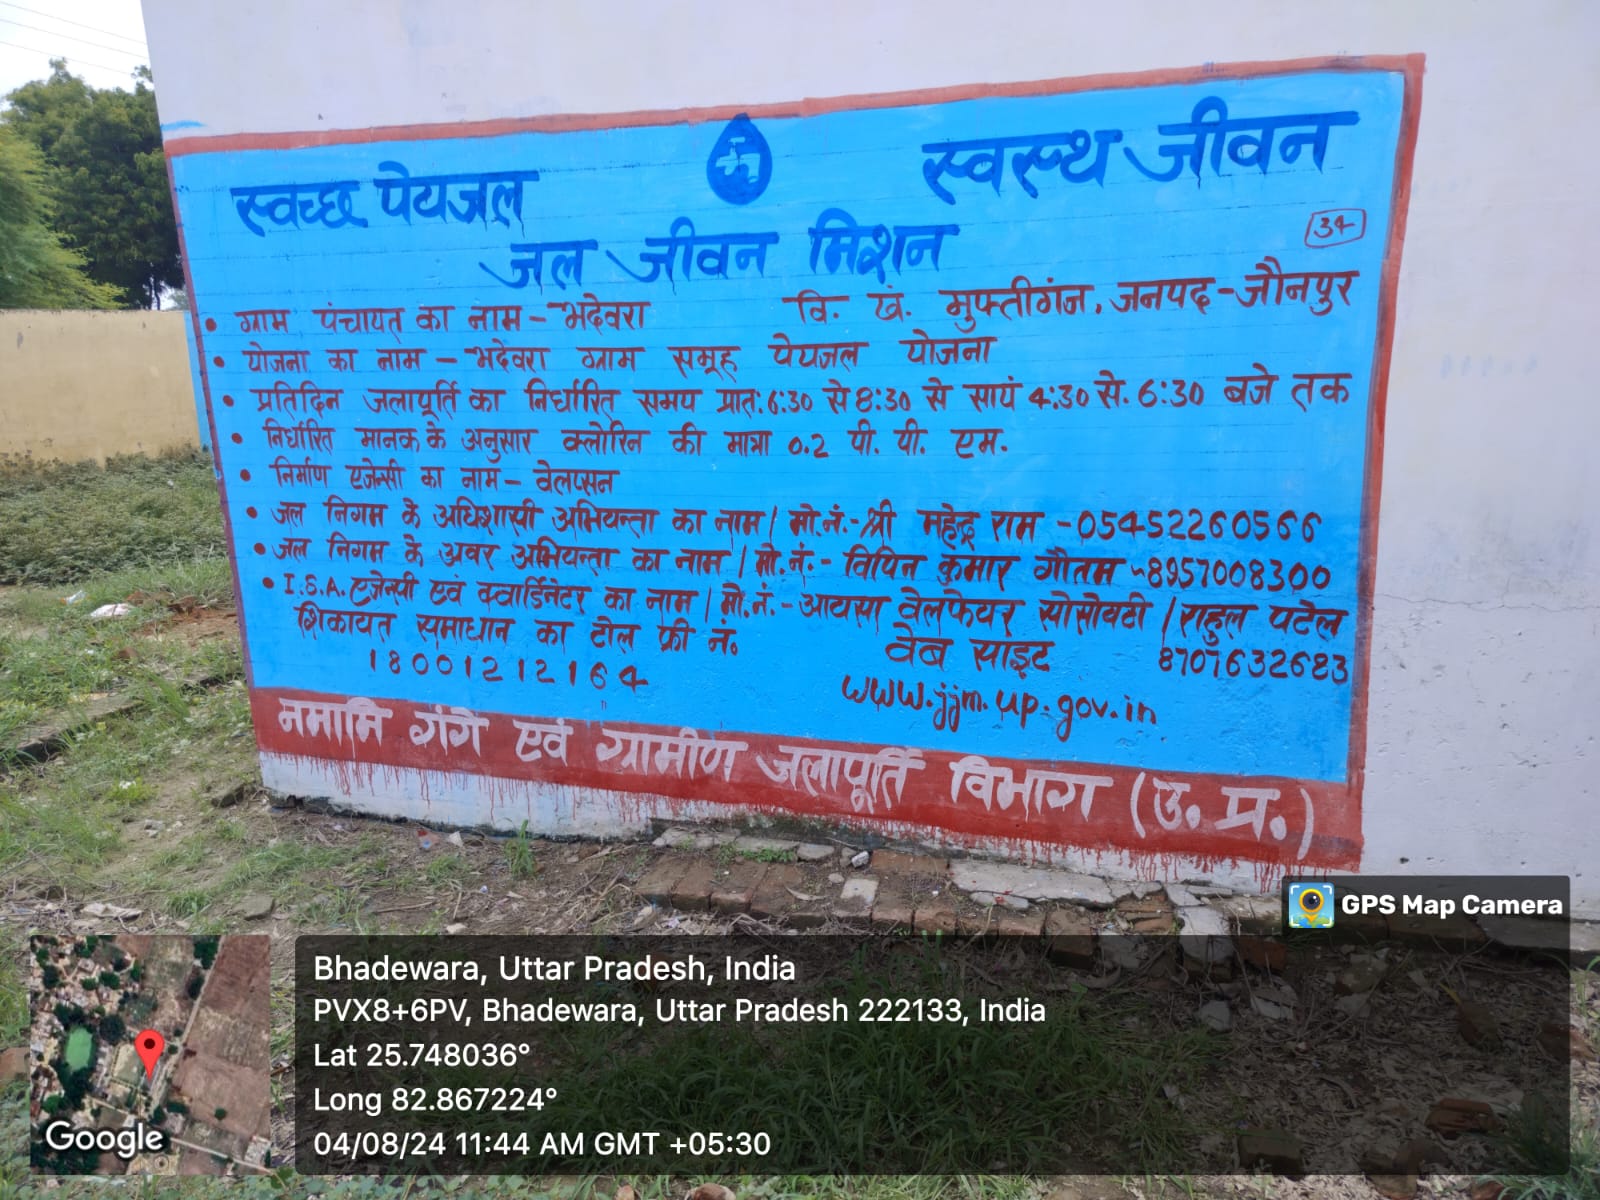 स्वच्छ पेयजल
स्वस्थ जीवन
जल जीवन मिशन
34
• ग्राम पंचायत का नाम - भदेवरा वि. खं. मुफ्तीगंज, जनपद - जौनपुर
• योजना का नाम - भदेवरा ग्राम समूह पेयजल योजना
• प्रतिदिन जलापूर्ति का निर्धारित समय प्रात: 6:30 से 8:30 से सायं 4:30 से. 6:30 बजे तक
• निर्धारित मानक के अनुसार क्लोरिन की मात्रा 0.2 पी. पी. एम.
• निर्माण एजेन्सी का नाम - वेलप्सन
• जल निगम के अधिशासी अभियन्ता का नाम / मो.नं.- श्री महेन्द्र राम - 05452260566
• जल निगम के अवर अभियन्ता का नाम / मो.नं.- विपिन कुमार गौतम - 8957008300
• I.S.A. एजेन्सी एवं क्वार्डिनेटर का नाम / मो.नं.- आयसा वेलफेयर सोसोवटी / राहुल पटेल
शिकायत समाधान का टोल फ्री नं. वेब साइट 8707632683
18001212164 www.jjm.up.gov.in
नमामि गंगे एवं ग्रामीण जलापूर्ति विभाग (उ. प्र.)
GPS Map Camera
Bhadewara, Uttar Pradesh, India
PVX8+6PV, Bhadewara, Uttar Pradesh 222133, India
Lat 25.748036°
Long 82.867224°
04/08/24 11:44 AM GMT +05:30
Google